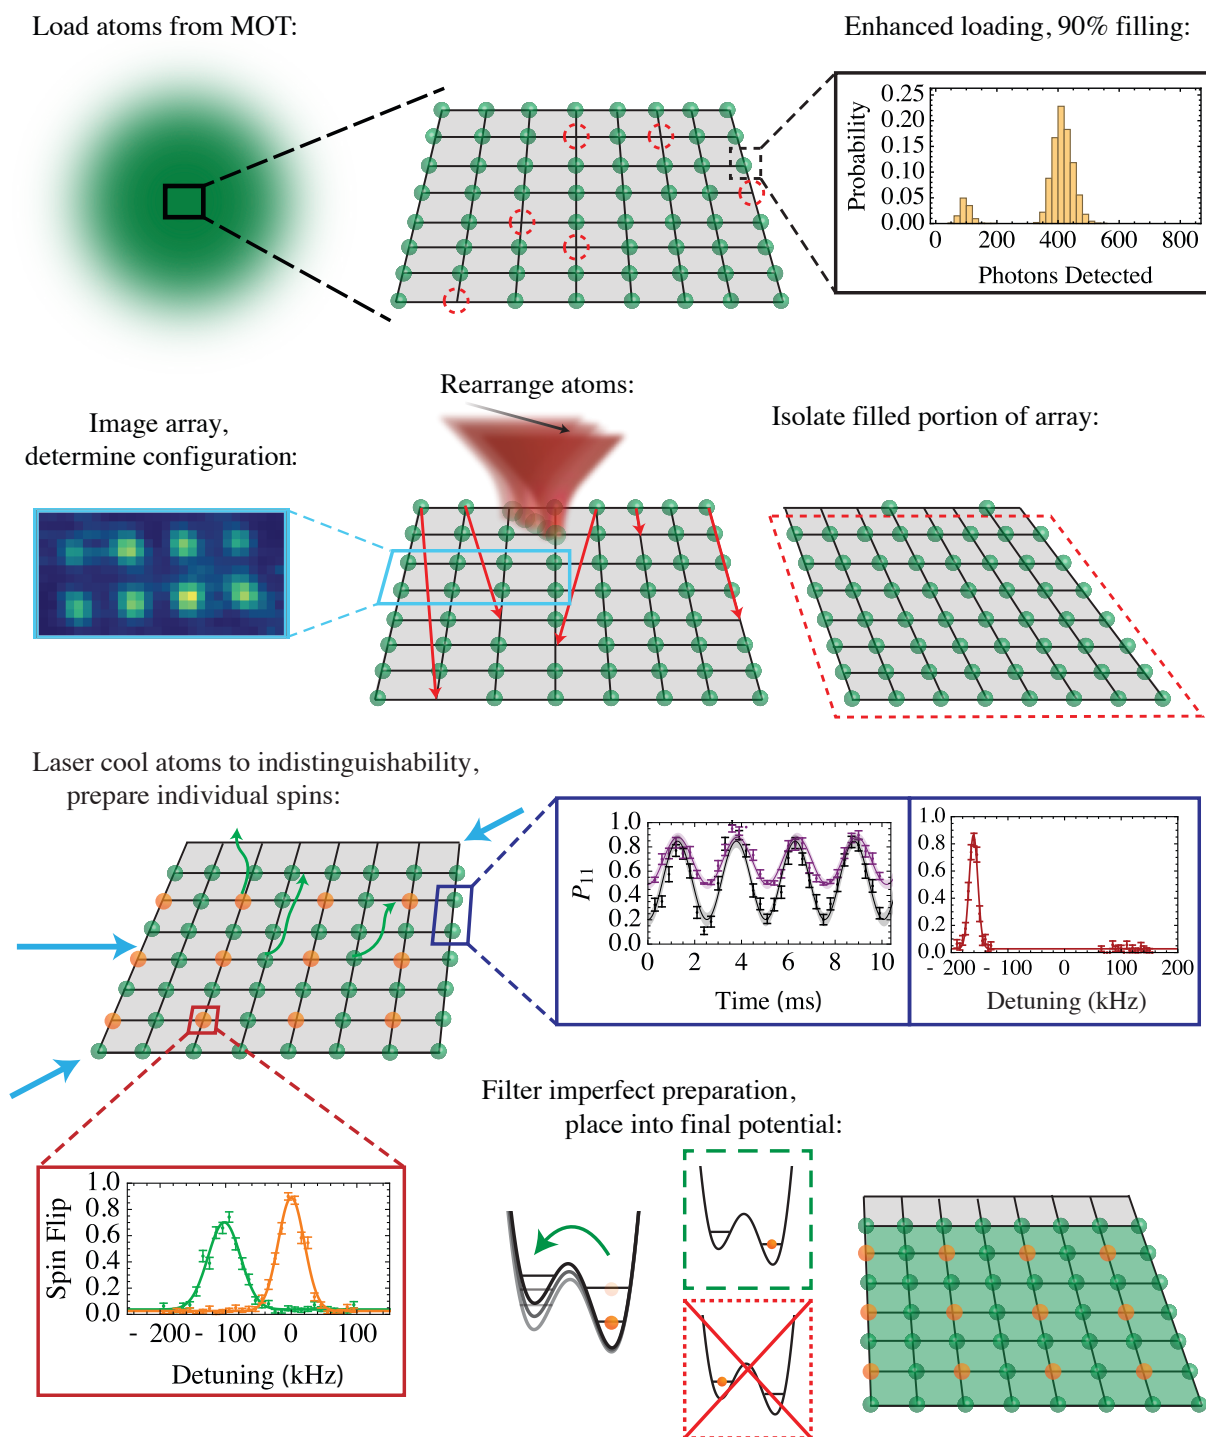 Load atoms from MOT:
Enhanced loading, 90% filling:
Probability
0.25
0.20
0.15
0.10
0.05
0.00
0 200 400 600 800
Photons Detected
Rearrange atoms:
Image array,
determine configuration:
Isolate filled portion of array:
Laser cool atoms to indistinguishability,
prepare individual spins:
P11
1.0
0.8
0.6
0.4
0.2
0.0
0 2 4 6 8 10
Time (ms)
1.0
0.8
0.6
0.4
0.2
0.0
- 200 - 100 0 100 200
Detuning (kHz)
Filter imperfect preparation,
place into final potential:
Spin Flip
1.0
0.8
0.6
0.4
0.2
0.0
- 200 - 100 0 100
Detuning (kHz)